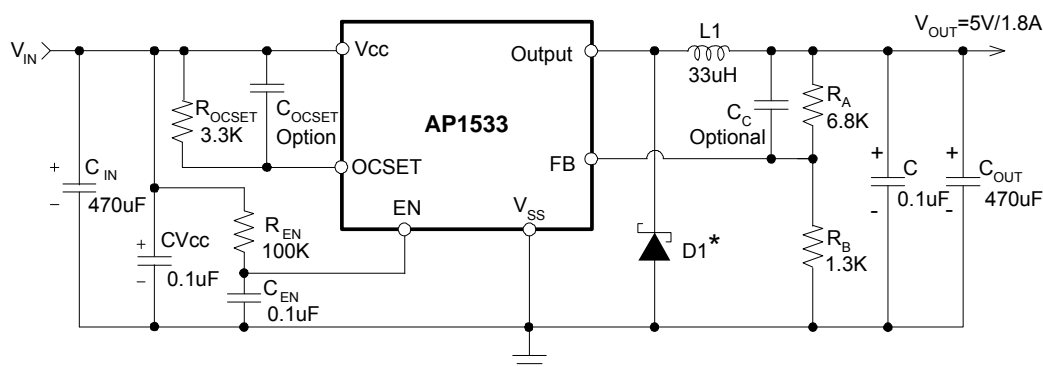 V_IN
R_OCSET
3.3K
C_OCSET
Option
C_IN
470uF
CVcc
0.1uF
R_EN
100K
C_EN
0.1uF
Vcc
Output
AP1533
OCSET
FB
EN
V_SS
L1
33uH
C_C
Optional
R_A
6.8K
V_OUT=5V/1.8A
D1*
R_B
1.3K
C
0.1uF
C_OUT
470uF